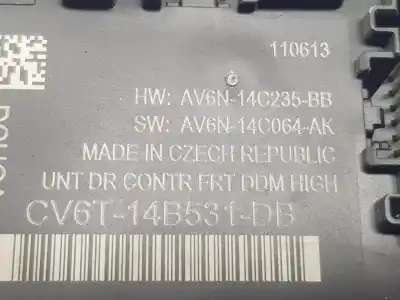 110613
HW: AV6N-14C235-BB
SW: AV6N-14C064-AK
MADE IN CZECH REPUBLIC
UNT DR CONTR FRT DDM HIGH
CV6T-14B531-DB